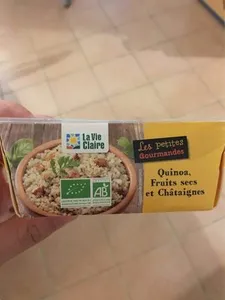 La Vie
Claire
Les petites
Gourmandes
Quinoa,
Fruits secs
et Châtaignes
AB